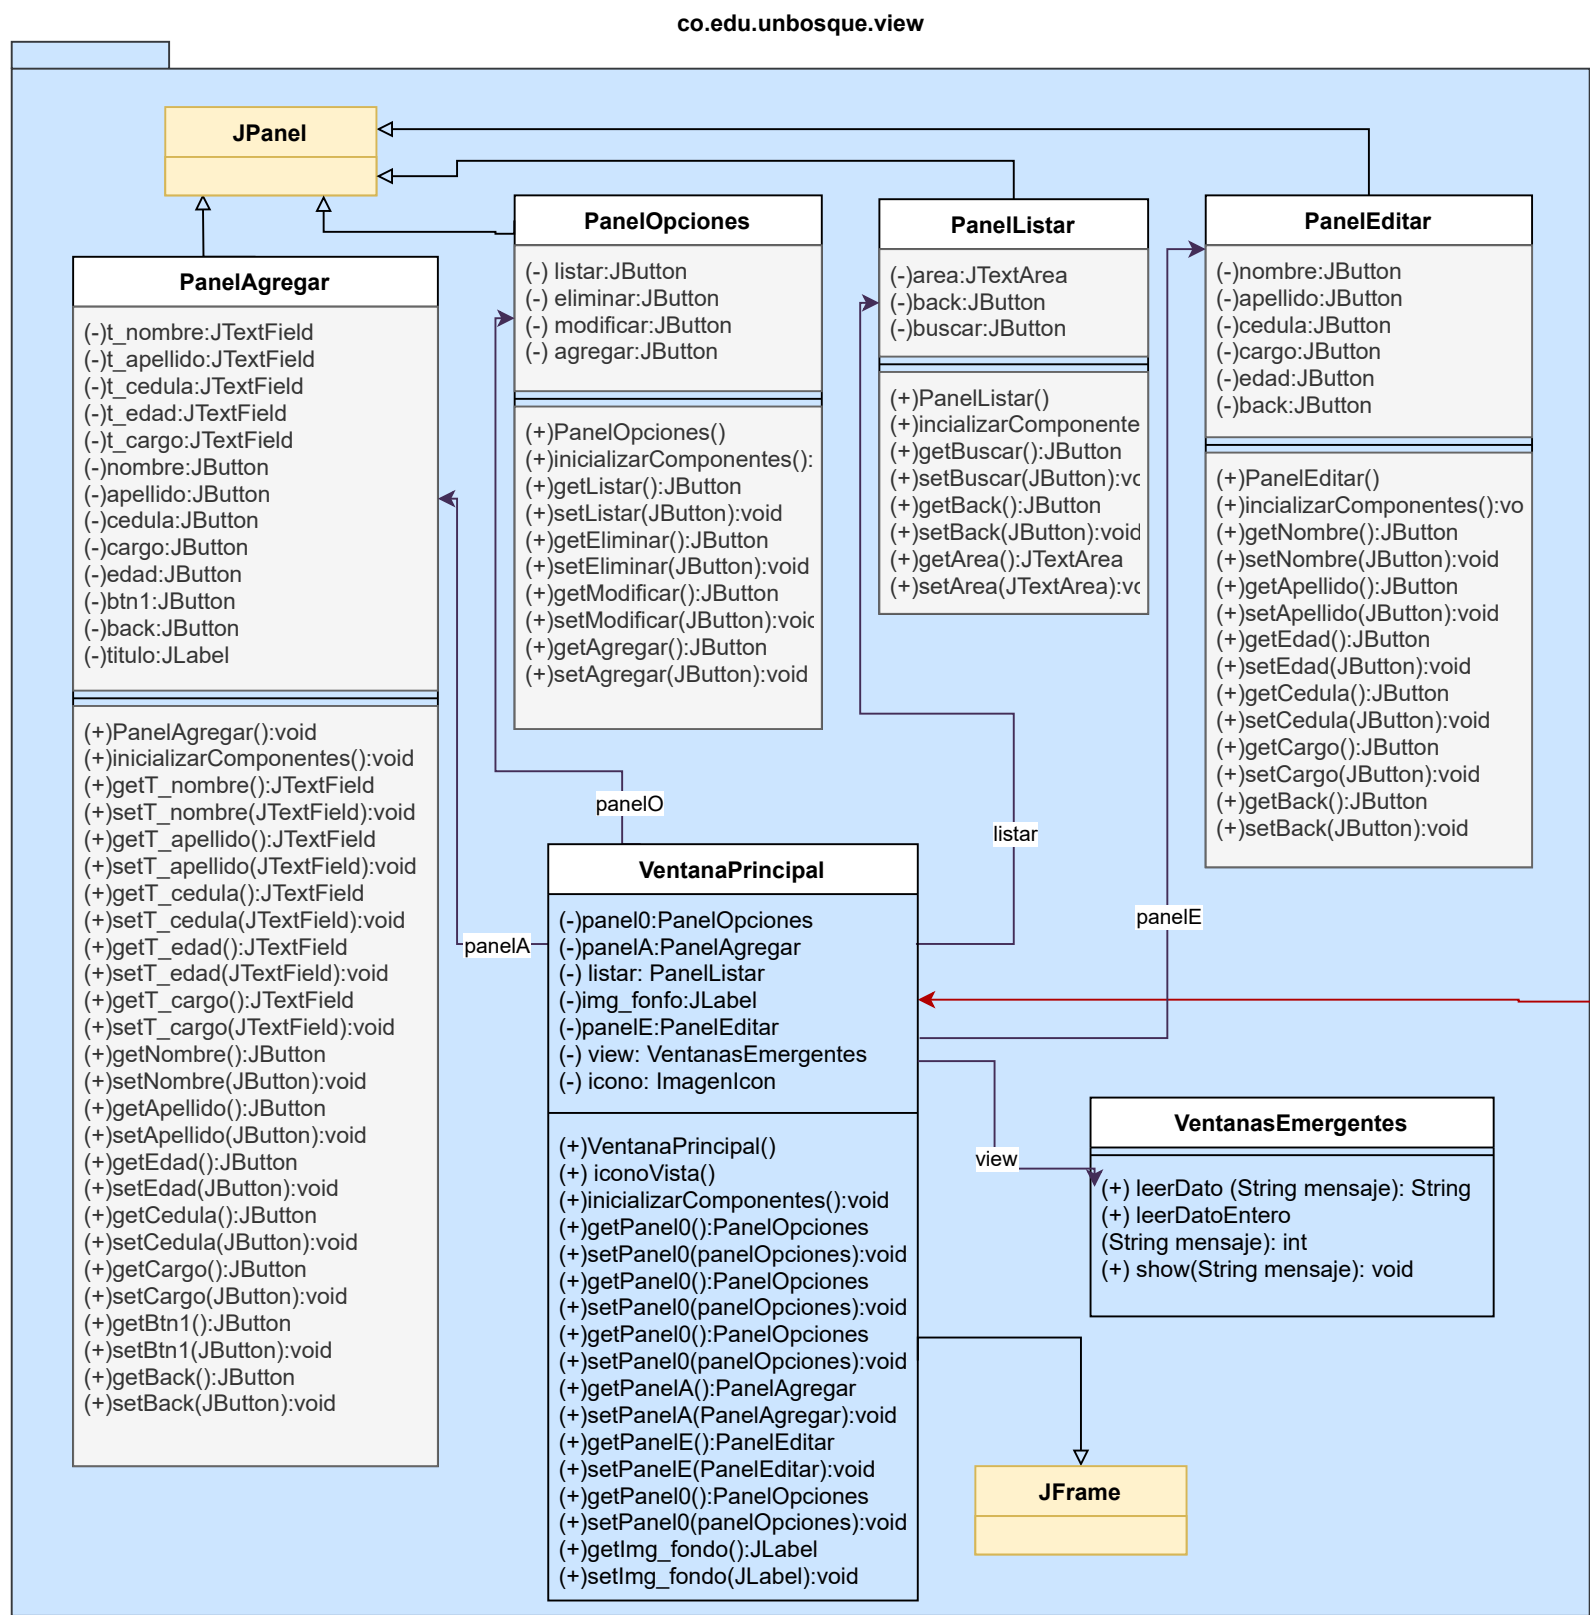 co.edu.unbosque.view
JPanel
PanelAgregar
(-)t_nombre:JTextField
(-)t_apellido:JTextField
(-)t_cedula:JTextField
(-)t_edad:JTextField
(-)t_cargo:JTextField
(-)nombre:JButton
(-)apellido:JButton
(-)cedula:JButton
(-)cargo:JButton
(-)edad:JButton
(-)btn1:JButton
(-)back:JButton
(-)titulo:JLabel
(+)PanelAgregar():void
(+)inicializarComponentes():void
(+)getT_nombre():JTextField
(+)setT_nombre(JTextField):void
(+)getT_apellido():JTextField
(+)setT_apellido(JTextField):void
(+)getT_cedula():JTextField
(+)setT_cedula(JTextField):void
(+)getT_edad():JTextField
(+)setT_edad(JTextField):void
(+)getT_cargo():JTextField
(+)setT_cargo(JTextField):void
(+)getNombre():JButton
(+)setNombre(JButton):void
(+)getApellido():JButton
(+)setApellido(JButton):void
(+)getEdad():JButton
(+)setEdad(JButton):void
(+)getCedula():JButton
(+)setCedula(JButton):void
(+)getCargo():JButton
(+)setCargo(JButton):void
(+)getBtn1():JButton
(+)setBtn1(JButton):void
(+)getBack():JButton
(+)setBack(JButton):void
PanelOpciones
(-) listar:JButton
(-) eliminar:JButton
(-) modificar:JButton
(-) agregar:JButton
(+)PanelOpciones()
(+)inicializarComponentes():
(+)getListar():JButton
(+)setListar(JButton):void
(+)getEliminar():JButton
(+)setEliminar(JButton):void
(+)getModificar():JButton
(+)setModificar(JButton):voic
(+)getAgregar():JButton
(+)setAgregar(JButton):void
PanelListar
(-)area:JTextArea
(-)back:JButton
(-)buscar:JButton
(+)PanelListar()
(+)incializarComponente
(+)getBuscar():JButton
(+)setBuscar(JButton):vc
(+)getBack():JButton
(+)setBack(JButton):void
(+)getArea():JTextArea
(+)setArea(JTextArea):vc
PanelEditar
(-)nombre:JButton
(-)apellido:JButton
(-)cedula:JButton
(-)cargo:JButton
(-)edad:JButton
(-)back:JButton
(+)PanelEditar()
(+)incializarComponentes():vo
(+)getNombre():JButton
(+)setNombre(JButton):void
(+)getApellido():JButton
(+)setApellido(JButton):void
(+)getEdad():JButton
(+)setEdad(JButton):void
(+)getCedula():JButton
(+)setCedula(JButton):void
(+)getCargo():JButton
(+)setCargo(JButton):void
(+)getBack():JButton
(+)setBack(JButton):void
panelO
listar
panelE
panelA
view
VentanaPrincipal
(-)panel0:PanelOpciones
(-)panelA:PanelAgregar
(-) listar: PanelListar
(-)img_fonfo:JLabel
(-)panelE:PanelEditar
(-) view: VentanasEmergentes
(-) icono: ImagenIcon
(+)VentanaPrincipal()
(+) iconoVista()
(+)inicializarComponentes():void
(+)getPanel0():PanelOpciones
(+)setPanel0(panelOpciones):void
(+)getPanel0():PanelOpciones
(+)setPanel0(panelOpciones):void
(+)getPanel0():PanelOpciones
(+)setPanel0(panelOpciones):void
(+)getPanelA():PanelAgregar
(+)setPanelA(PanelAgregar):void
(+)getPanelE():PanelEditar
(+)setPanelE(PanelEditar):void
(+)getPanel0():PanelOpciones
(+)setPanel0(panelOpciones):void
(+)getImg_fondo():JLabel
(+)setImg_fondo(JLabel):void
VentanasEmergentes
(+) leerDato (String mensaje): String
(+) leerDatoEntero
(String mensaje): int
(+) show(String mensaje): void
JFrame